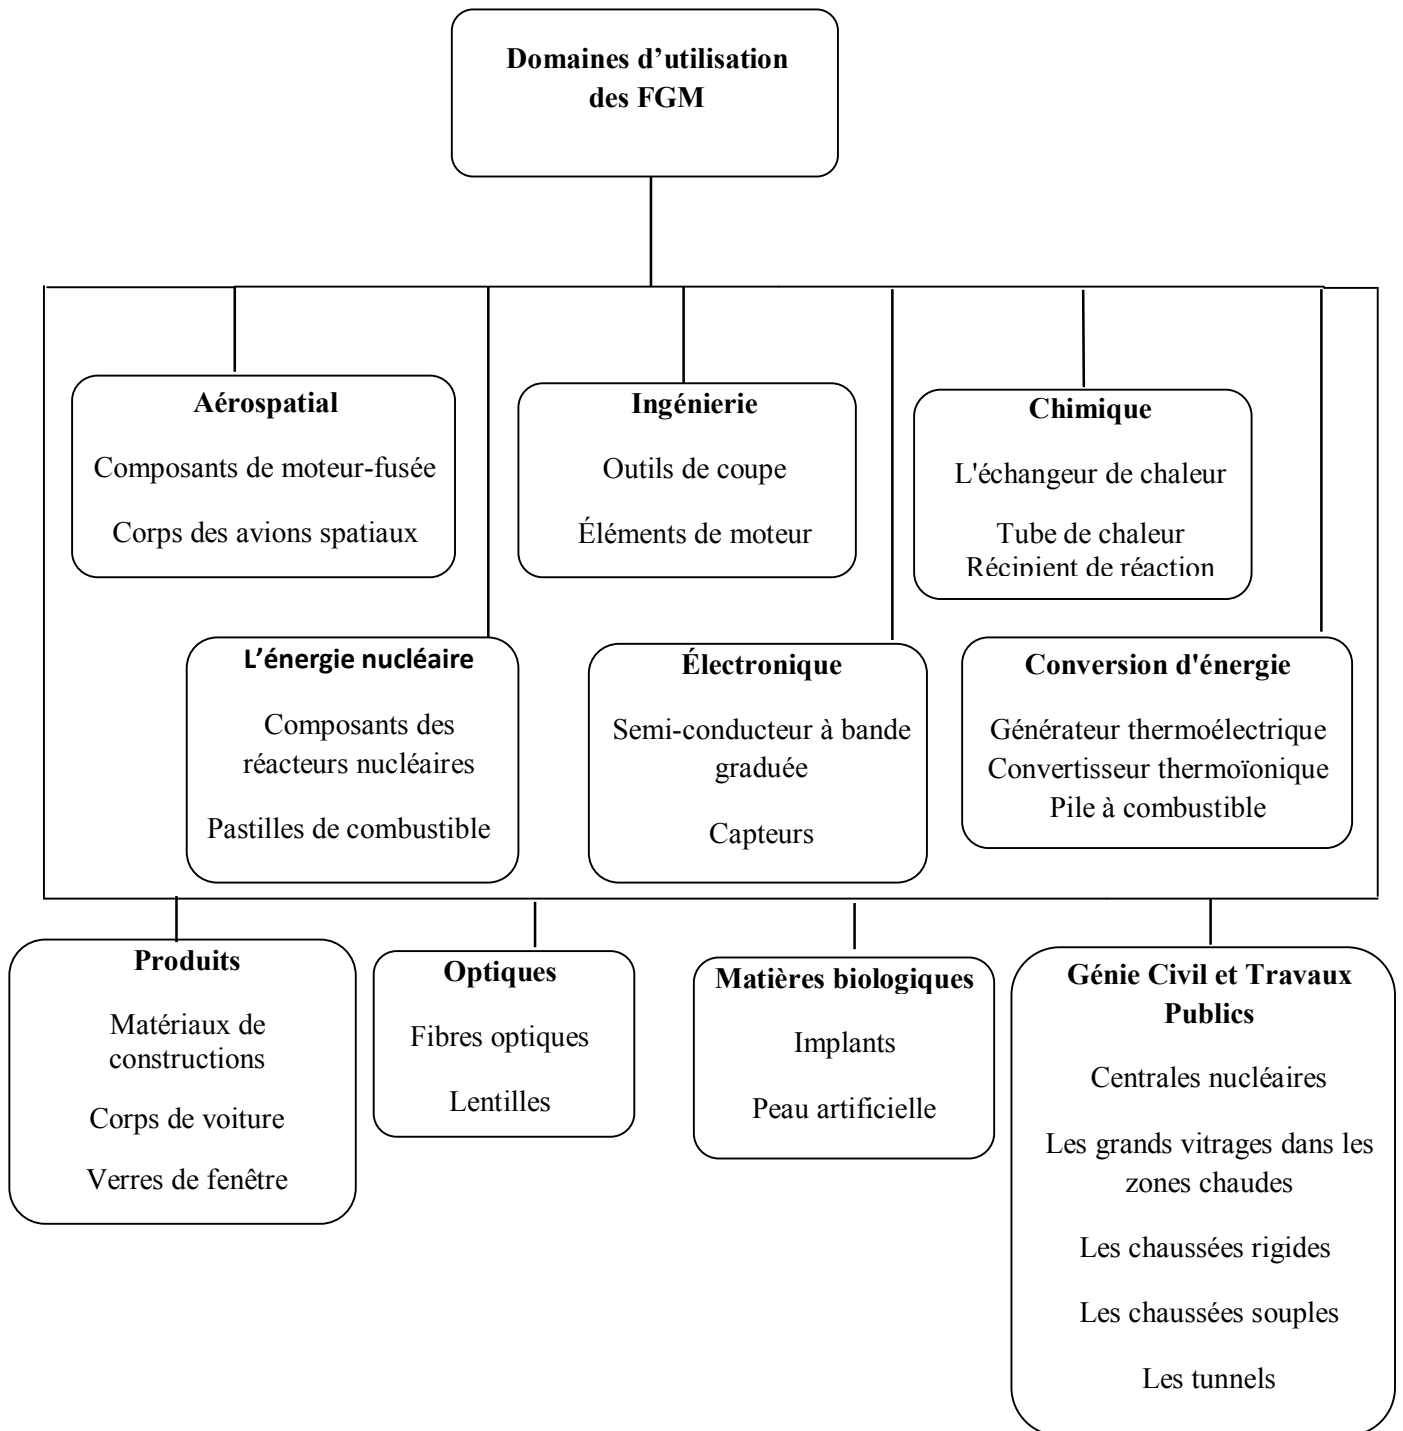 Domaines d’utilisation
des FGM
Aérospatial
Composants de moteur-fusée
Corps des avions spatiaux
Ingénierie
Outils de coupe
Éléments de moteur
Chimique
L'échangeur de chaleur
Tube de chaleur
Récipient de réaction
L’énergie nucléaire
Composants des
réacteurs nucléaires
Pastilles de combustible
Électronique
Semi-conducteur à bande
graduée
Capteurs
Conversion d'énergie
Générateur thermoélectrique
Convertisseur thermoïonique
Pile à combustible
Produits
Matériaux de
constructions
Corps de voiture
Verres de fenêtre
Optiques
Fibres optiques
Lentilles
Matières biologiques
Implants
Peau artificielle
Génie Civil et Travaux
Publics
Centrales nucléaires
Les grands vitrages dans les
zones chaudes
Les chaussées rigides
Les chaussées souples
Les tunnels